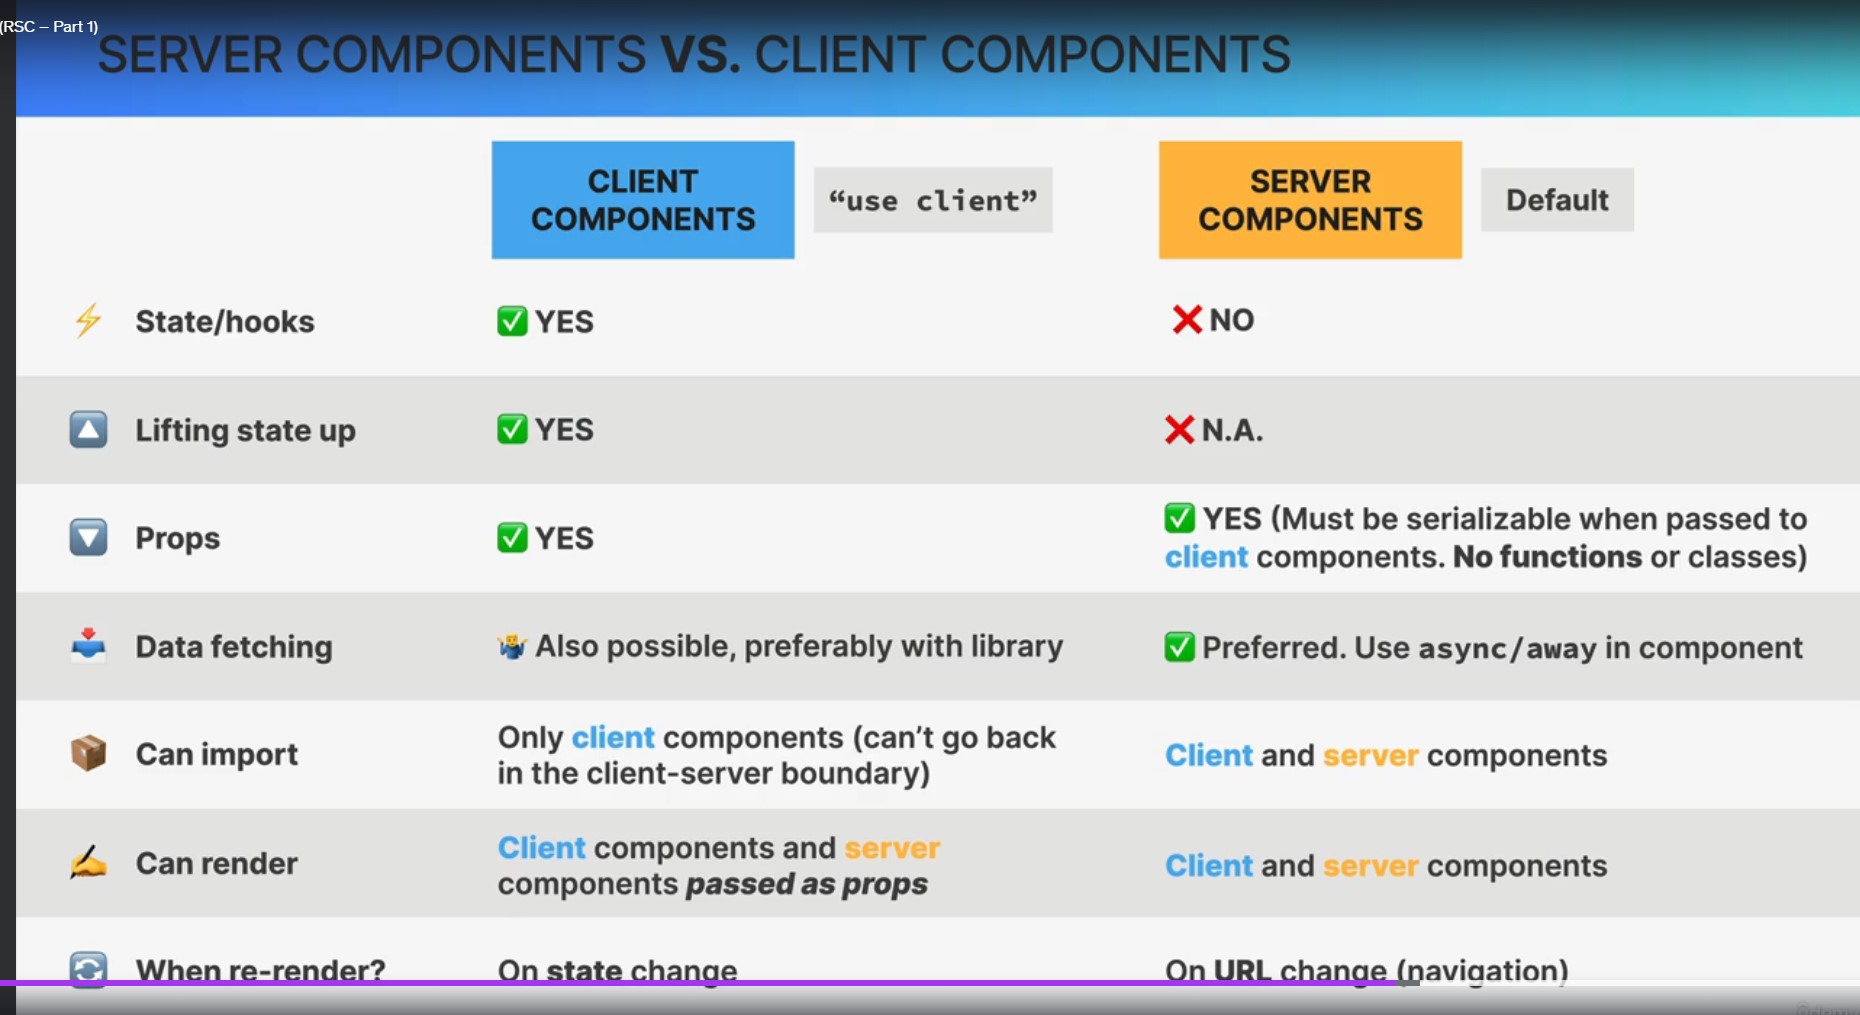 (RSC – Part 1)
SERVER COMPONENTS VS. CLIENT COMPONENTS
CLIENT
COMPONENTS
“use client”
SERVER
COMPONENTS
Default
State/hooks
YES
NO
Lifting state up
YES
N.A.
Props
YES
YES (Must be serializable when passed to
client components. No functions or classes)
Data fetching
Also possible, preferably with library
Preferred. Use async/away in component
Can import
Only client components (can’t go back
in the client-server boundary)
Client and server components
Can render
Client components and server
components passed as props
Client and server components
When re-render?
On state change
On URL change (navigation)